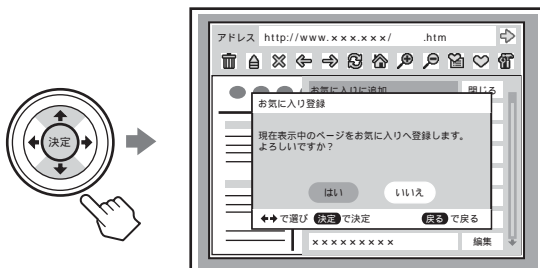 アドレス http://www.×××.×××/ .htm
お気に入りに追加 閉じる
お気に入り登録
現在表示中のページをお気に入りへ登録します。
よろしいですか？
決定
はい いいえ
で選び 決定 で決定 戻る で戻る
××××××××× 編集